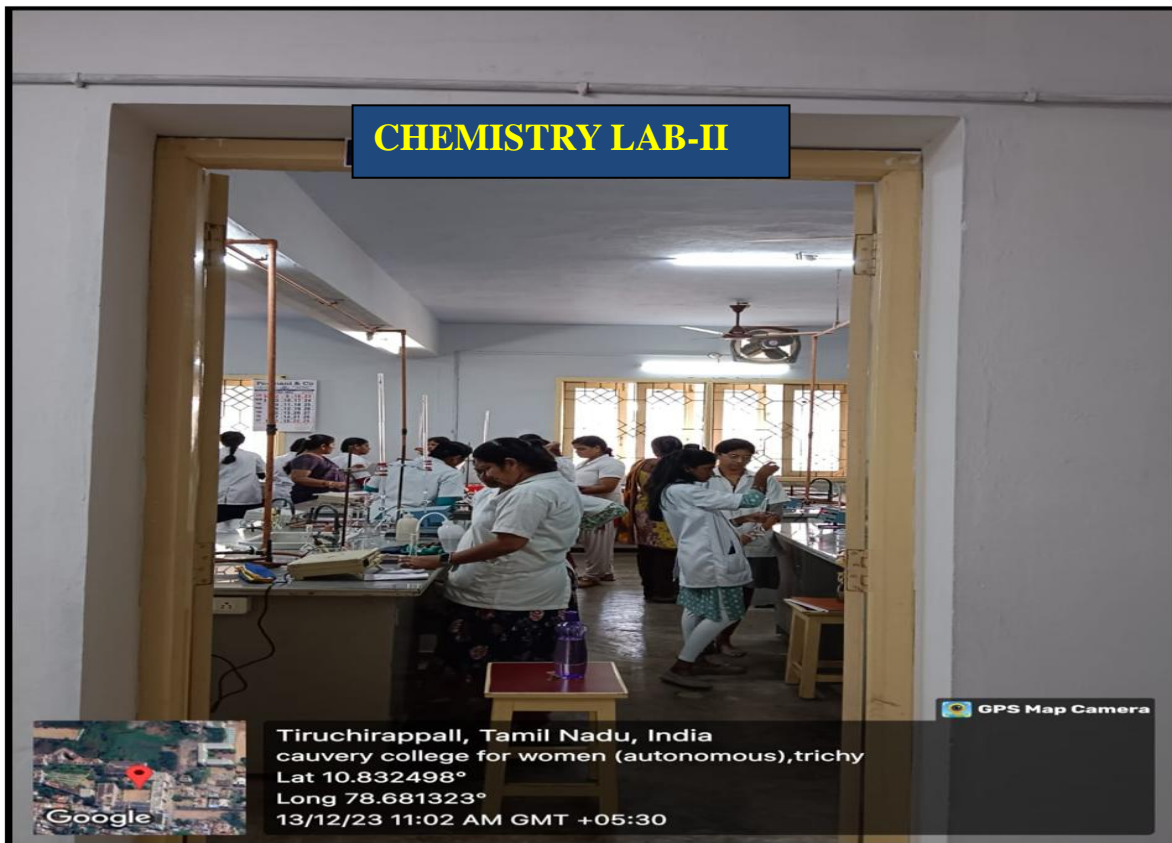 CHEMISTRY LAB-II
GPS Map Camera
Tiruchirappall, Tamil Nadu, India
cauvery college for women (autonomous),trichy
Lat 10.832498°
Long 78.681323°
13/12/23 11:02 AM GMT +05:30
Google